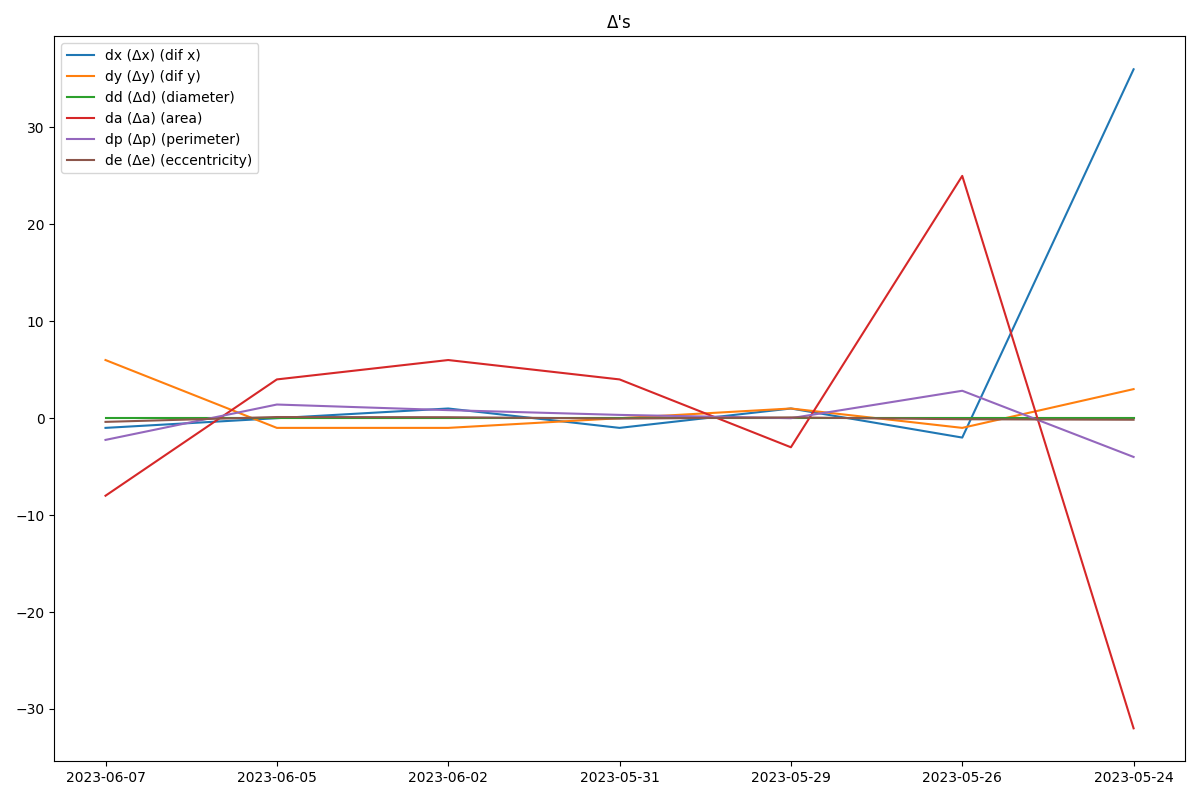 Δ's
dx (Δx) (dif x)
dy (Δy) (dif y)
dd (Δd) (diameter)
da (Δa) (area)
dp (Δp) (perimeter)
de (Δe) (eccentricity)
30
20
10
0
−10
−20
−30
2023-06-07 2023-06-05 2023-06-02 2023-05-31 2023-05-29 2023-05-26 2023-05-24